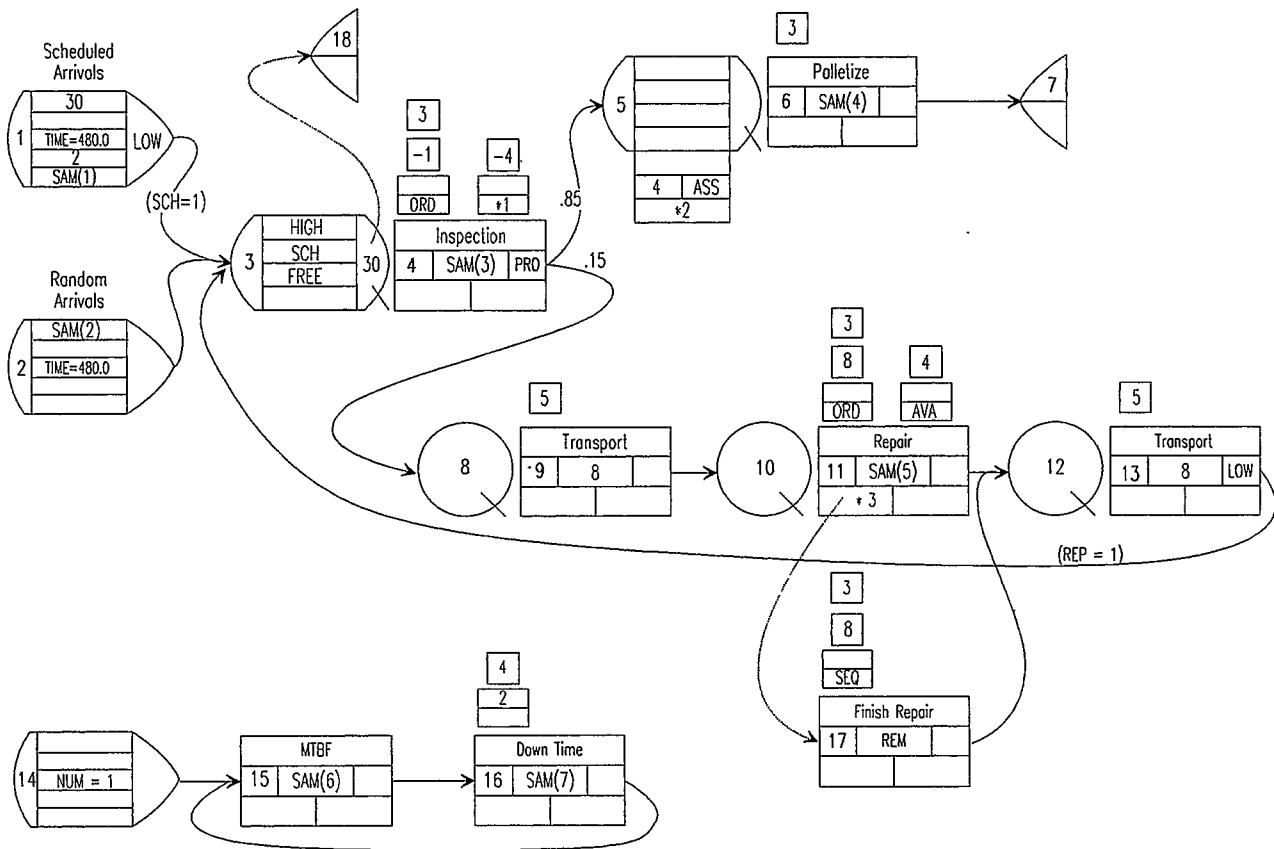 Scheduled
Arrivals
1
30
TIME=480.0
2
SAM(1)
LOW
(SCH=1)
Random
Arrivals
2
SAM(2)
TIME=480.0
18
3
HIGH
SCH
FREE
30
3
-1
ORD
-4
*1
Inspection
4 SAM(3) PRO
.85
.15
5
4 ASS
*2
3
Palletize
6 SAM(4)
7
8
5
Transport
9 8
10
3
8
ORD
4
AVA
Repair
11 SAM(5)
* 3
12
5
Transport
13 8 LOW
(REP = 1)
3
8
SEQ
Finish Repair
17 REM
14
NUM = 1
MTBF
15 SAM(6)
4
2
Down Time
16 SAM(7)